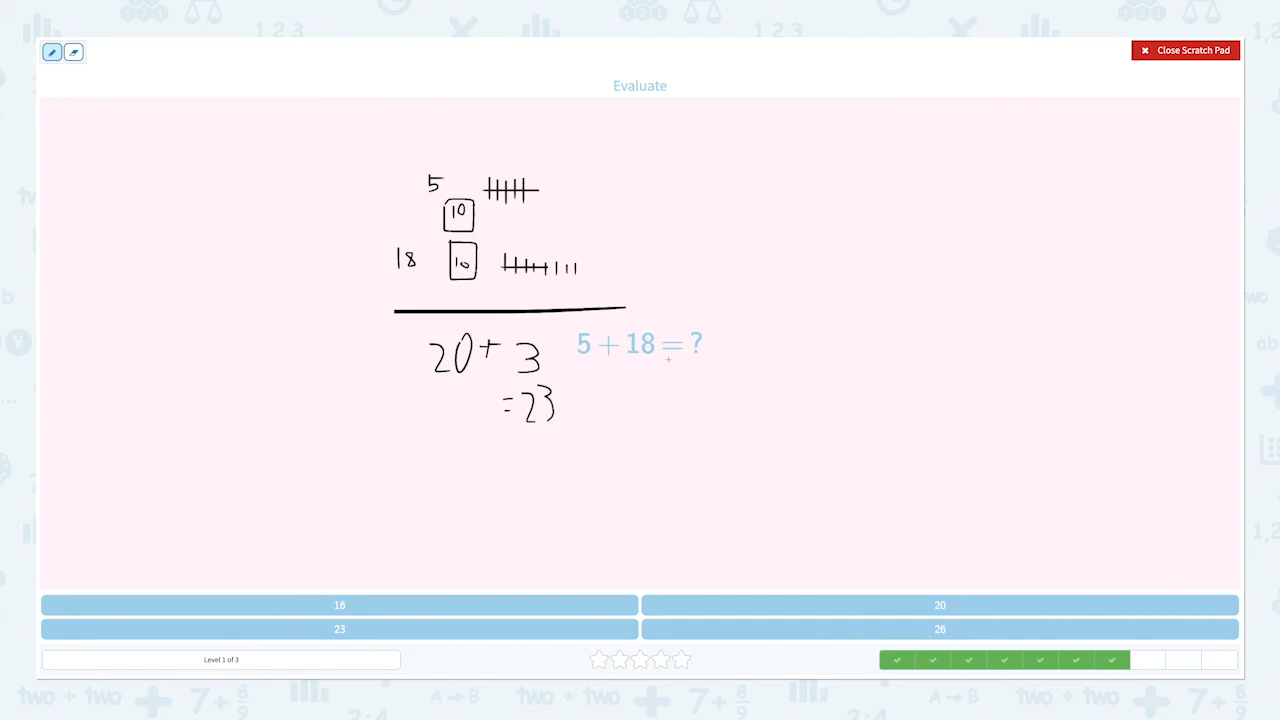 Close Scratch Pad
Evaluate
5
10
18 10
20 + 3
= 23
5 + 18 = ?
16 20
23 26
Level 1 of 3